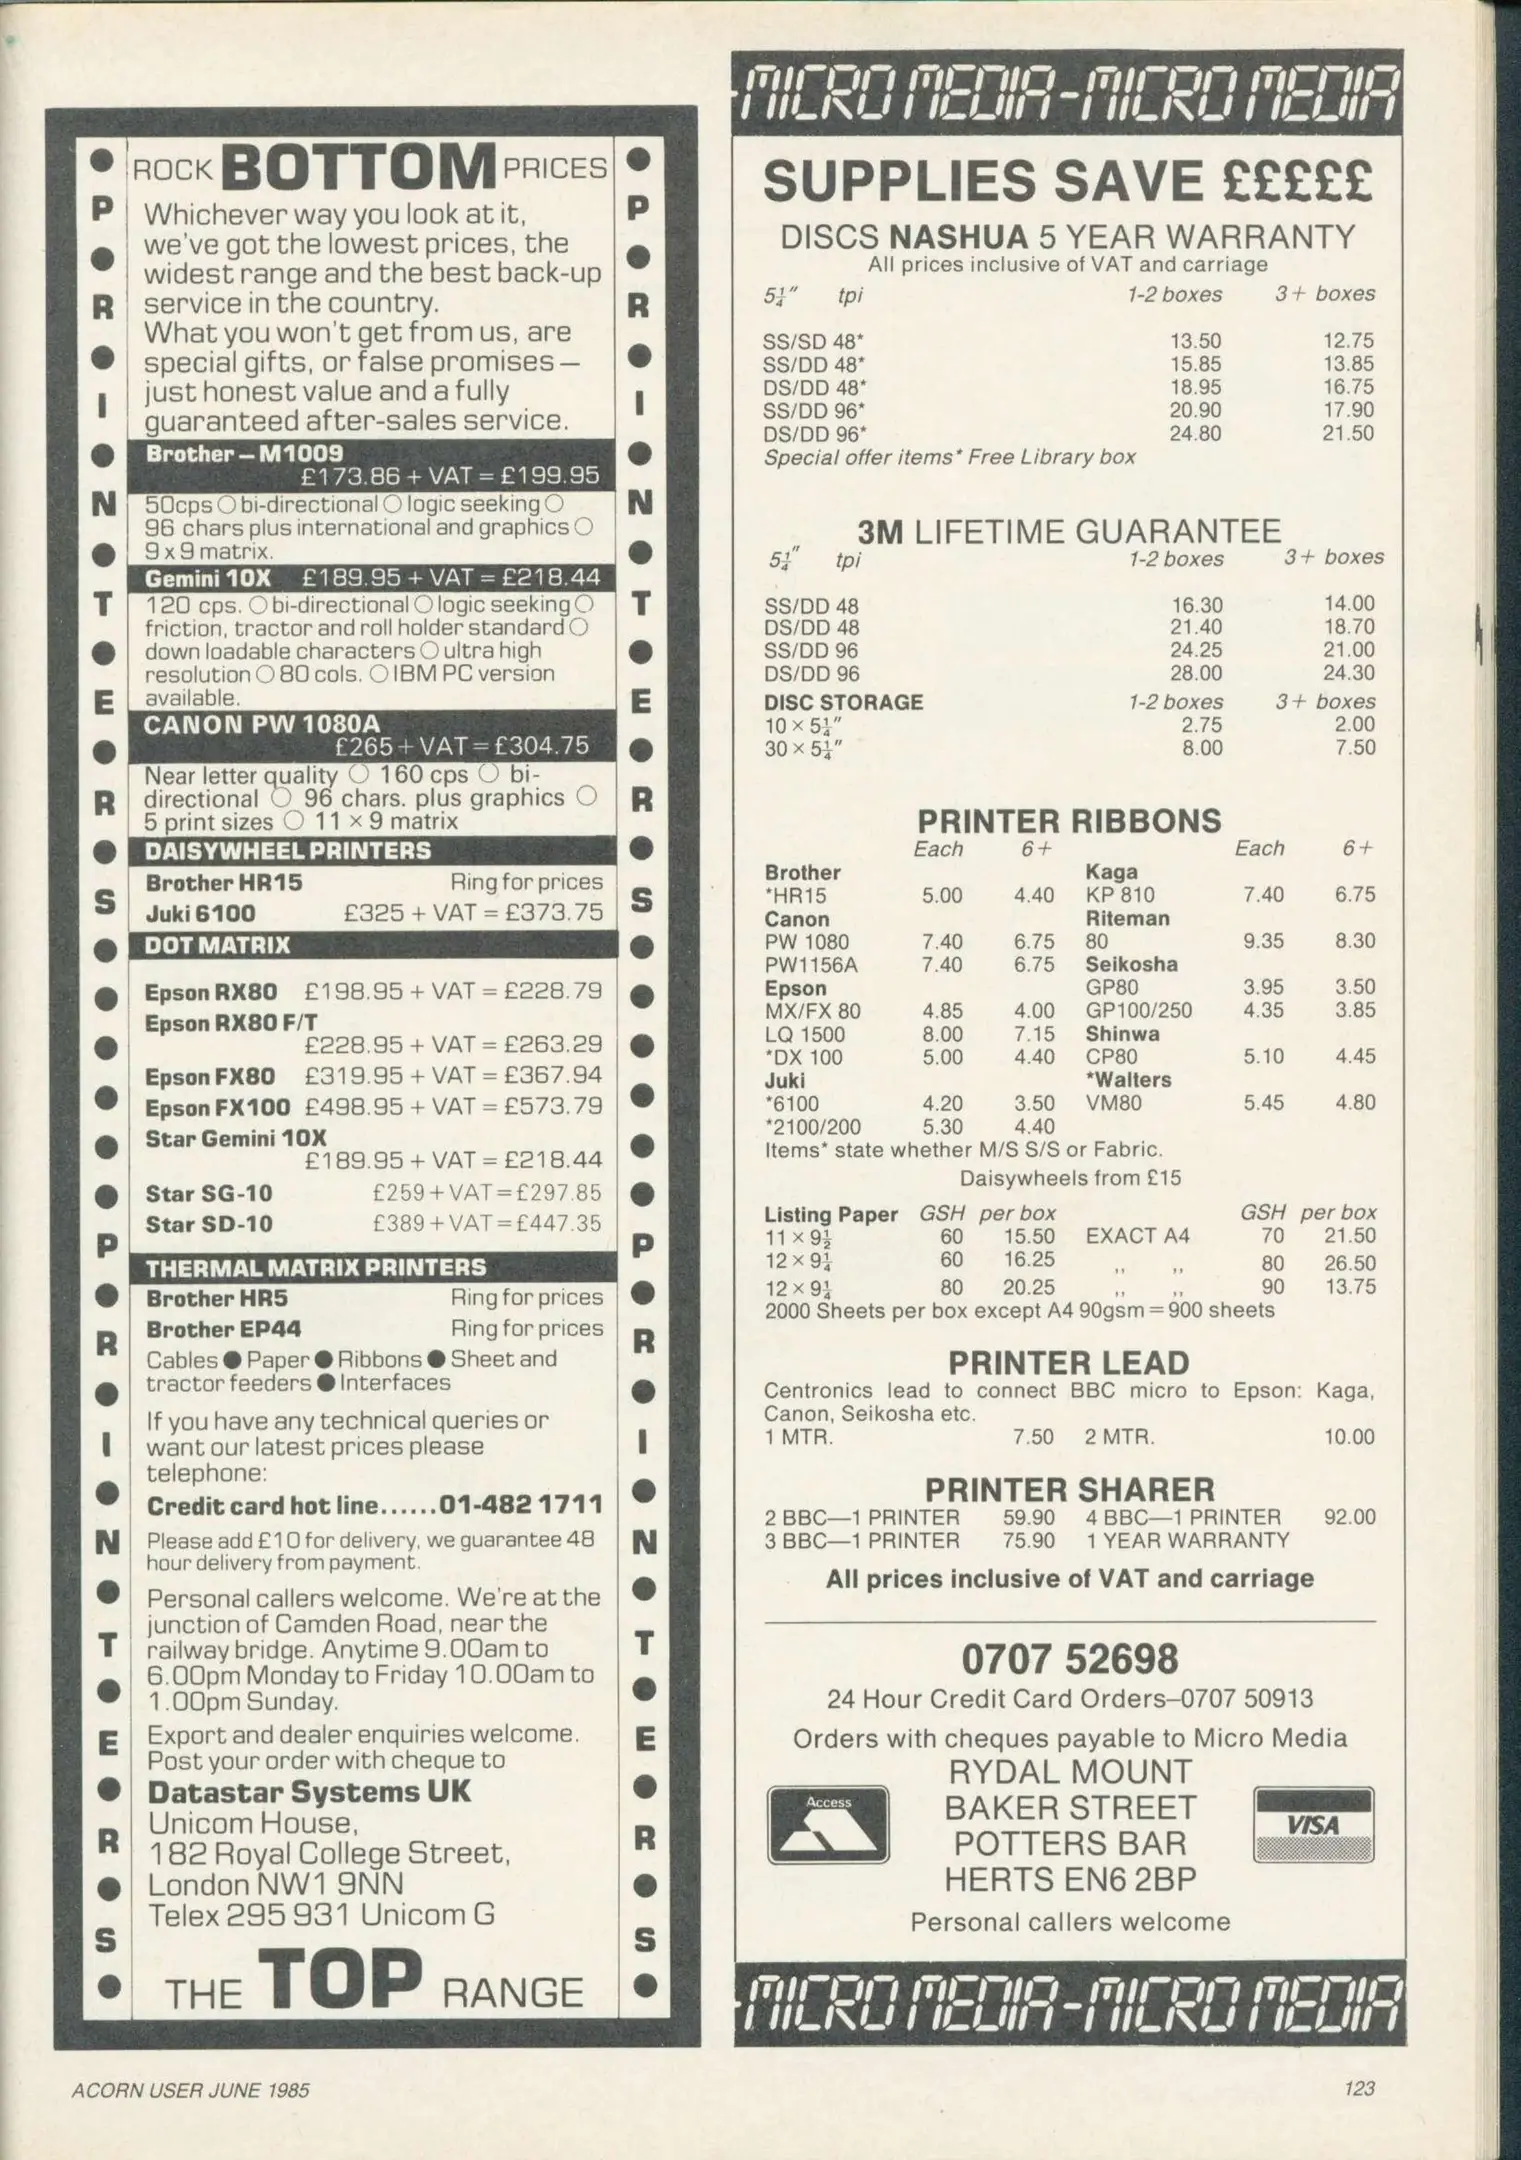 ROCK BOTTOM PRICES
Whichever way you look at it,
we've got the lowest prices, the
widest range and the best back-up
service in the country.
What you won't get from us, are
special gifts, or false promises –
just honest value and a fully
guaranteed after-sales service.
Brother – M1009
£173.86 + VAT = £199.95
50cps ○ bi-directional ○ logic seeking ○
96 chars plus international and graphics ○
9 x 9 matrix.
Gemini 10X £189.95 + VAT = £218.44
120 cps. ○ bi-directional ○ logic seeking ○
friction, tractor and roll holder standard ○
down loadable characters ○ ultra high
resolution ○ 80 cols. ○ IBM PC version
available.
CANON PW 1080A
£265 + VAT = £304.75
Near letter quality ○ 160 cps ○ bi-
directional ○ 96 chars. plus graphics ○
5 print sizes ○ 11 × 9 matrix
DAISYWHEEL PRINTERS
Brother HR15 Ring for prices
Juki 6100 £325 + VAT = £373.75
DOT MATRIX
Epson RX80 £198.95 + VAT = £228.79
Epson RX80 F/T
£228.95 + VAT = £263.29
Epson FX80 £319.95 + VAT = £367.94
Epson FX100 £498.95 + VAT = £573.79
Star Gemini 10X
£189.95 + VAT = £218.44
Star SG-10 £259 + VAT = £297.85
Star SD-10 £389 + VAT = £447.35
THERMAL MATRIX PRINTERS
Brother HR5 Ring for prices
Brother EP44 Ring for prices
Cables ● Paper ● Ribbons ● Sheet and
tractor feeders ● Interfaces
If you have any technical queries or
want our latest prices please
telephone:
Credit card hot line......01-482 1711
Please add £10 for delivery, we guarantee 48
hour delivery from payment.
Personal callers welcome. We're at the
junction of Camden Road, near the
railway bridge. Anytime 9.00am to
6.00pm Monday to Friday 10.00am to
1.00pm Sunday.
Export and dealer enquiries welcome.
Post your order with cheque to
Datastar Systems UK
Unicom House,
182 Royal College Street,
London NW1 9NN
Telex 295 931 Unicom G
THE TOP RANGE
● P ● R ● I ● N ● T ● E ● R ● S ● ● ● ● ● ● P ● R ● I ● N ● T ● E ● R ● S ●
● P ● R ● I ● N ● T ● E ● R ● S ● ● ● ● ● ● P ● R ● I ● N ● T ● E ● R ● S ●
-MICRO MEDIA-MICRO MEDIA
SUPPLIES SAVE £££££
DISCS NASHUA 5 YEAR WARRANTY
All prices inclusive of VAT and carriage
5¼" tpi 1-2 boxes 3+ boxes
SS/SD 48* 13.50 12.75
SS/DD 48* 15.85 13.85
DS/DD 48* 18.95 16.75
SS/DD 96* 20.90 17.90
DS/DD 96* 24.80 21.50
Special offer items* Free Library box
3M LIFETIME GUARANTEE
5¼" tpi 1-2 boxes 3+ boxes
SS/DD 48 16.30 14.00
DS/DD 48 21.40 18.70
SS/DD 96 24.25 21.00
DS/DD 96 28.00 24.30
DISC STORAGE 1-2 boxes 3+ boxes
10 × 5¼" 2.75 2.00
30 × 5¼" 8.00 7.50
PRINTER RIBBONS
Each 6+ Each 6+
Brother Kaga
*HR15 5.00 4.40 KP 810 7.40 6.75
Canon Riteman
PW 1080 7.40 6.75 80 9.35 8.30
PW1156A 7.40 6.75 Seikosha
Epson GP80 3.95 3.50
MX/FX 80 4.85 4.00 GP100/250 4.35 3.85
LQ 1500 8.00 7.15 Shinwa
*DX 100 5.00 4.40 CP80 5.10 4.45
Juki *Walters
*6100 4.20 3.50 VM80 5.45 4.80
*2100/200 5.30 4.40
Items* state whether M/S S/S or Fabric.
Daisywheels from £15
Listing Paper GSH per box GSH per box
11 × 9½ 60 15.50 EXACT A4 70 21.50
12 × 9¼ 60 16.25 ,, ,, 80 26.50
12 × 9¼ 80 20.25 ,, ,, 90 13.75
2000 Sheets per box except A4 90gsm = 900 sheets
PRINTER LEAD
Centronics lead to connect BBC micro to Epson: Kaga,
Canon, Seikosha etc.
1 MTR. 7.50 2 MTR. 10.00
PRINTER SHARER
2 BBC—1 PRINTER 59.90 4 BBC—1 PRINTER 92.00
3 BBC—1 PRINTER 75.90 1 YEAR WARRANTY
All prices inclusive of VAT and carriage
0707 52698
24 Hour Credit Card Orders–0707 50913
Orders with cheques payable to Micro Media
RYDAL MOUNT
BAKER STREET
POTTERS BAR
HERTS EN6 2BP
Access
VISA
Personal callers welcome
-MICRO MEDIA-MICRO MEDIA
ACORN USER JUNE 1985
123